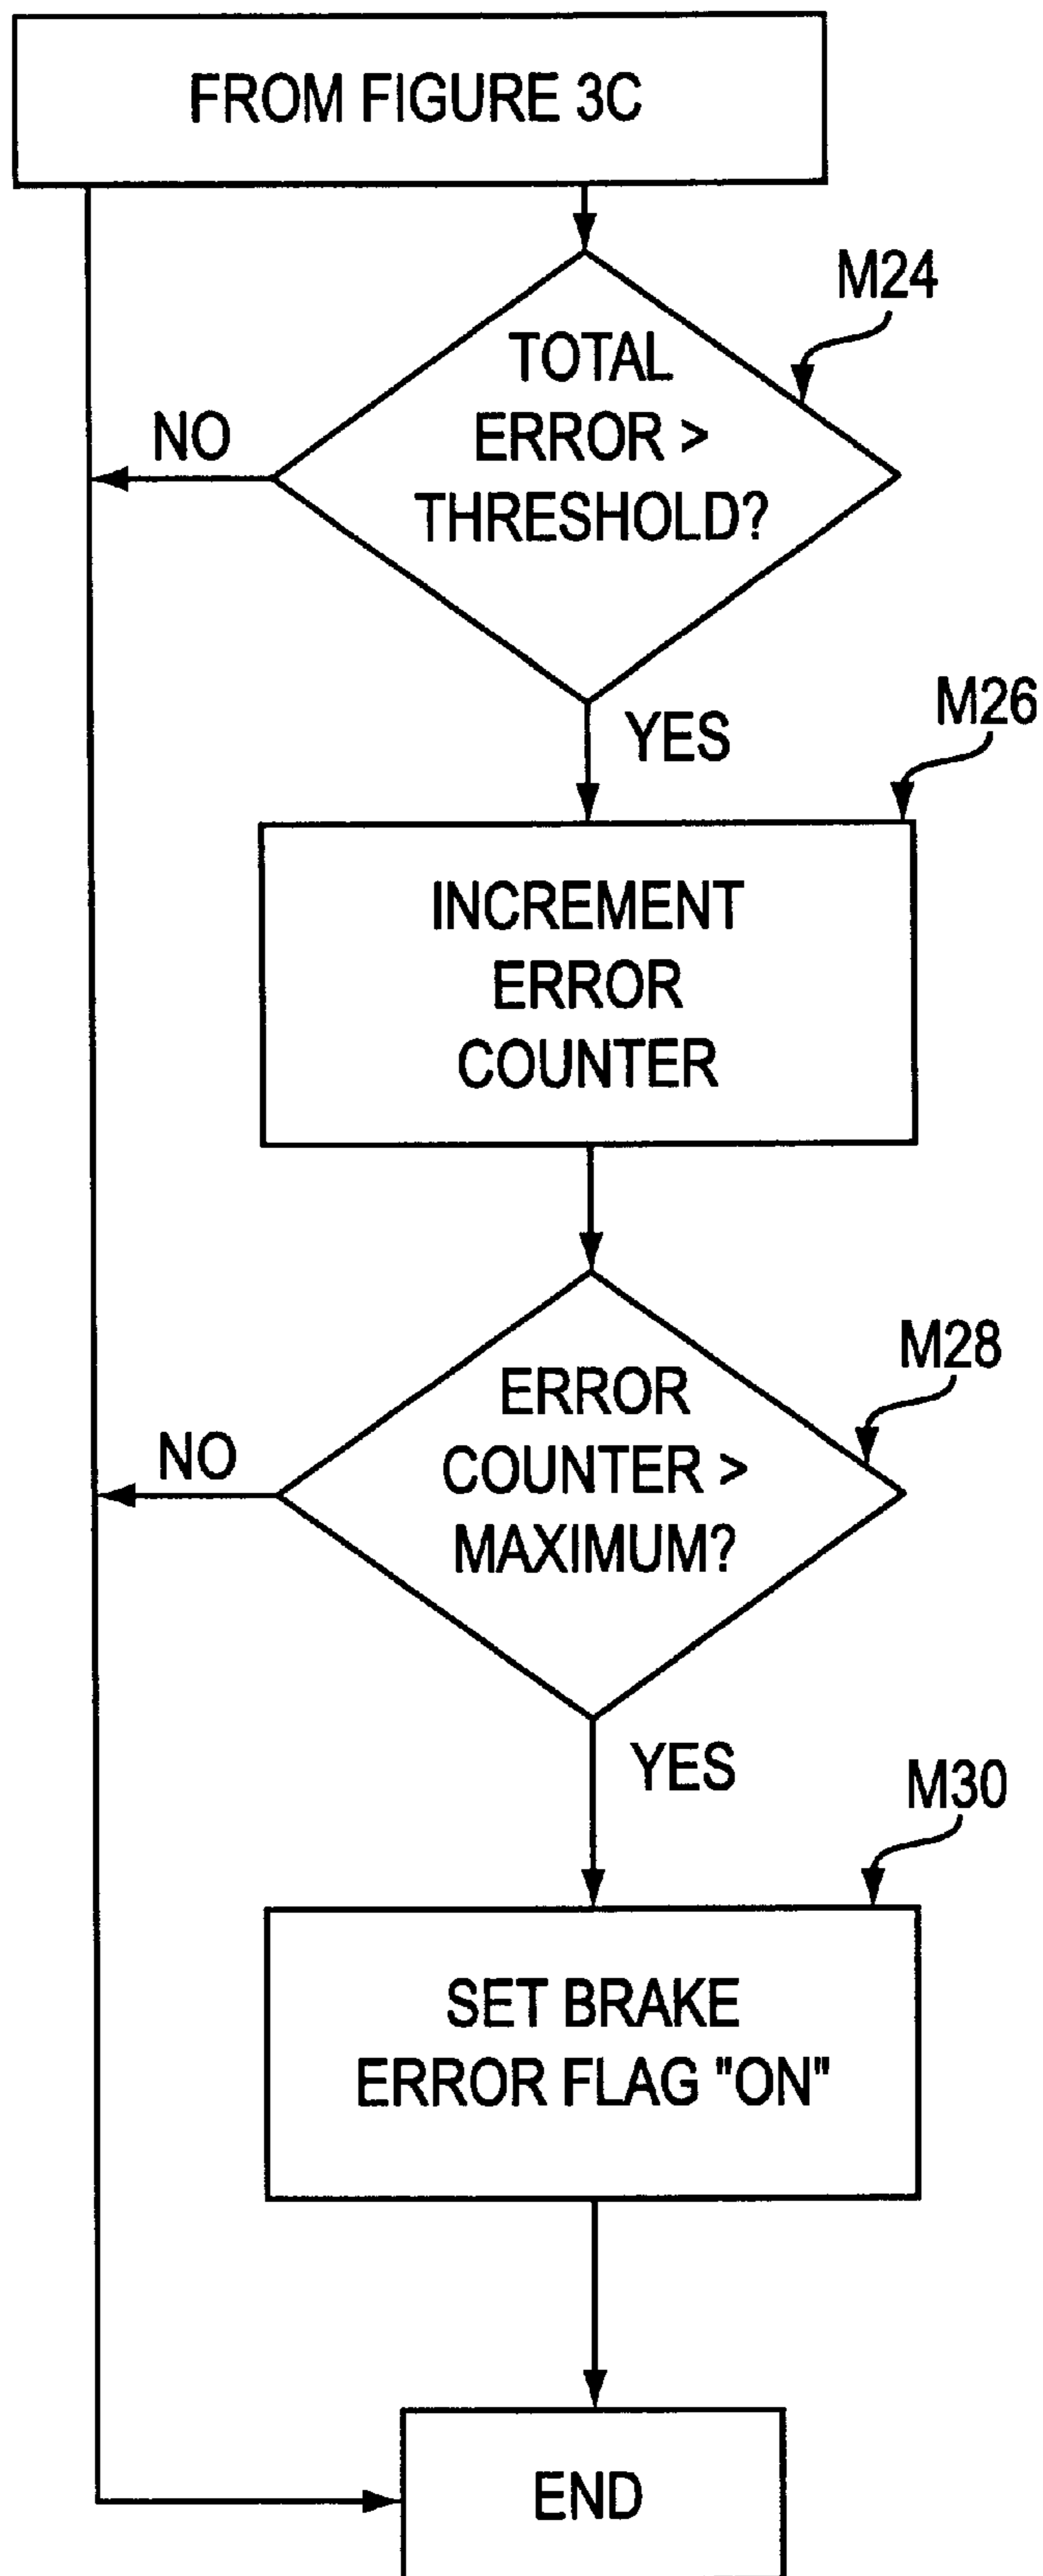 FROM FIGURE 3C
M24
TOTAL
ERROR >
THRESHOLD?
NO
YES
M26
INCREMENT
ERROR
COUNTER
M28
ERROR
COUNTER >
MAXIMUM?
NO
YES
M30
SET BRAKE
ERROR FLAG "ON"
END